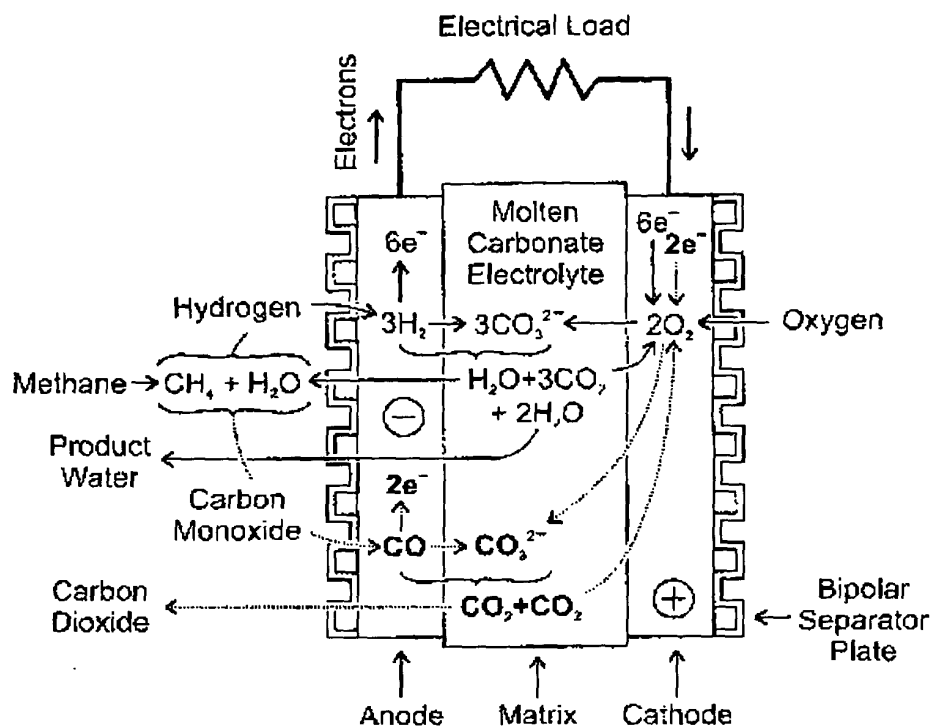 Electrical Load
Electrons
Molten
Carbonate
Electrolyte
6e⁻
6e⁻
2e⁻
Hydrogen
3H₂
3CO₃²⁻
2O₂
Oxygen
Methane
CH₄ + H₂O
H₂O+3CO₂
+ 2H₂O
−
Product
Water
2e⁻
Carbon
Monoxide
CO
CO₃²⁻
Carbon
Dioxide
CO₂+CO₂
+
Bipolar
Separator
Plate
Anode
Matrix
Cathode